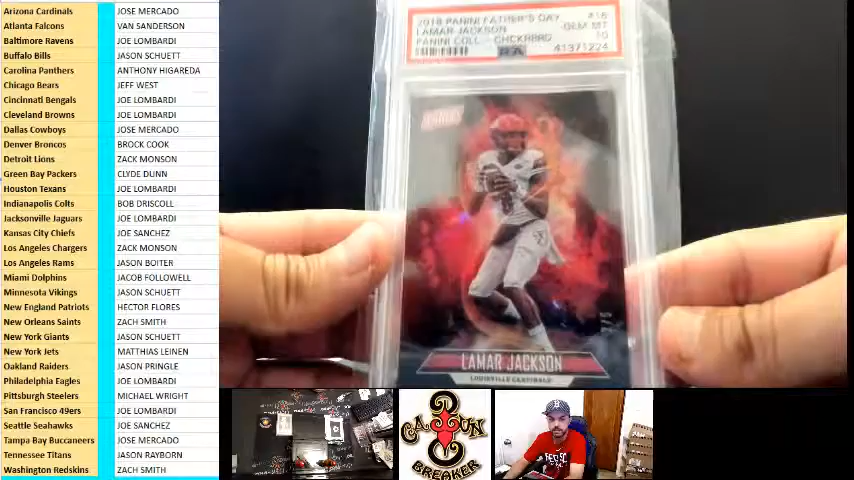 Arizona Cardinals JOSE MERCADO
Atlanta Falcons VAN SANDERSON
Baltimore Ravens JOE LOMBARDI
Buffalo Bills JASON SCHUETT
Carolina Panthers ANTHONY HIGAREDA
Chicago Bears JEFF WEST
Cincinnati Bengals JOE LOMBARDI
Cleveland Browns JOE LOMBARDI
Dallas Cowboys JOSE MERCADO
Denver Broncos BROCK COOK
Detroit Lions ZACK MONSON
Green Bay Packers CLYDE DUNN
Houston Texans JOE LOMBARDI
Indianapolis Colts BOB DRISCOLL
Jacksonville Jaguars JOE LOMBARDI
Kansas City Chiefs JOE SANCHEZ
Los Angeles Chargers ZACK MONSON
Los Angeles Rams JASON BOITER
Miami Dolphins JACOB FOLLOWELL
Minnesota Vikings JASON SCHUETT
New England Patriots HECTOR FLORES
New Orleans Saints ZACH SMITH
New York Giants JASON SCHUETT
New York Jets MATTHIAS LEINEN
Oakland Raiders JASON PRINGLE
Philadelphia Eagles JOE LOMBARDI
Pittsburgh Steelers MICHAEL WRIGHT
San Francisco 49ers JOE LOMBARDI
Seattle Seahawks JOE SANCHEZ
Tampa Bay Buccaneers JOSE MERCADO
Tennessee Titans JASON RAYBORN
Washington Redskins ZACH SMITH
2018 PANINI FATHER'S DAY #16
LAMAR JACKSON GEM MT
PANINI COLL - CHCKRBRD 10
41371224
LAMAR JACKSON
LOUISVILLE CARDINALS
CAJUN
BREAKER